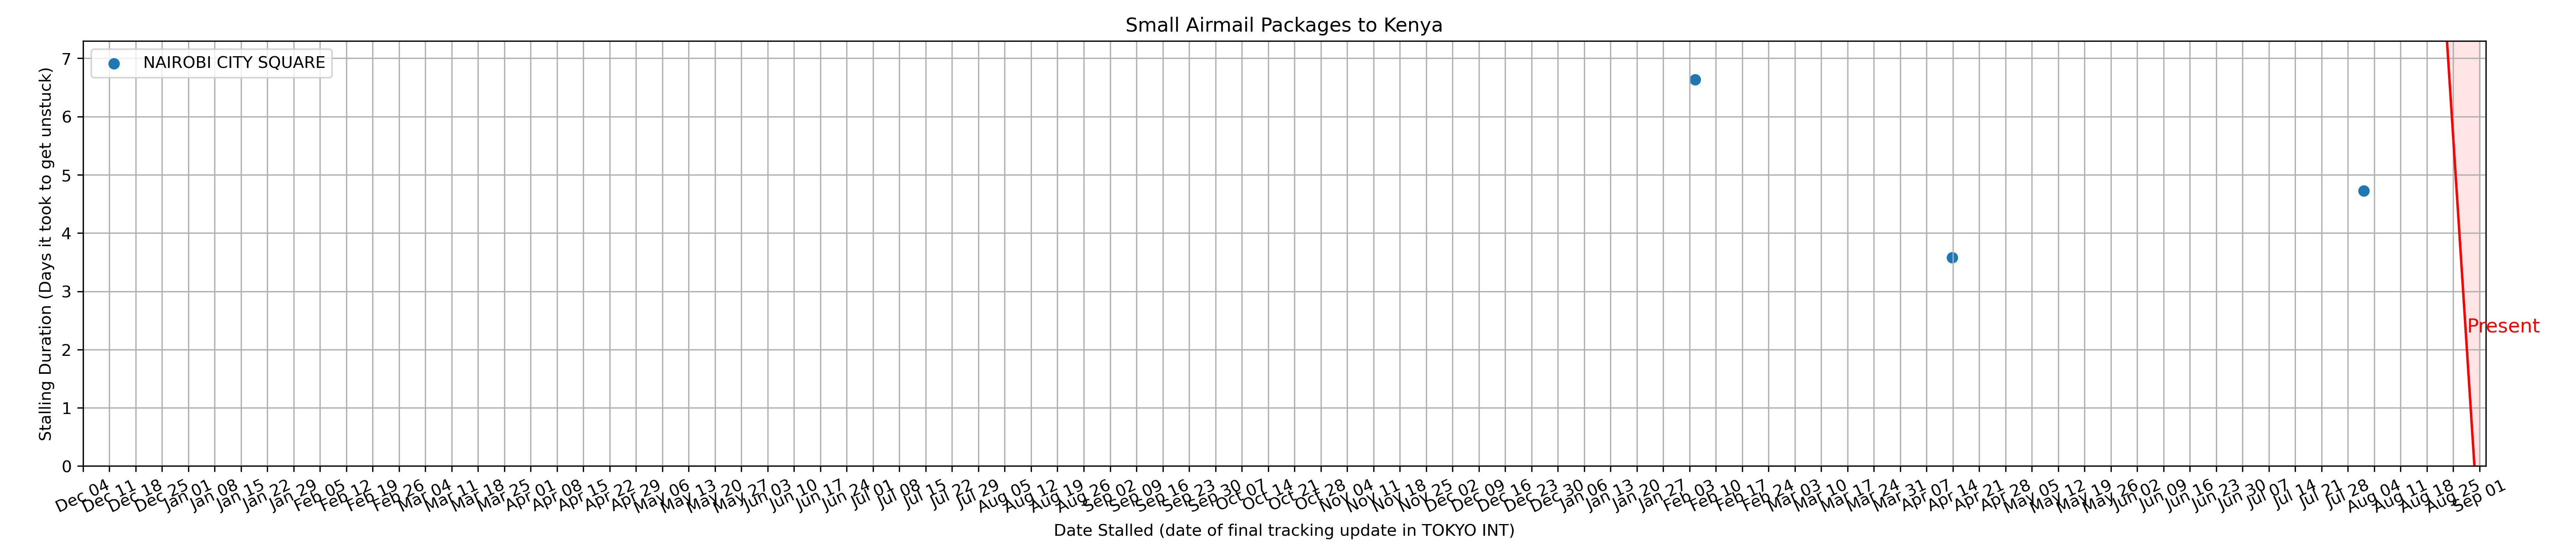 Small Airmail Packages to Kenya
NAIROBI CITY SQUARE
Stalling Duration (Days it took to get unstuck)
7
6
5
4
3
2
1
0
Present
Dec 04 Dec 11 Dec 18 Dec 25 Jan 01 Jan 08 Jan 15 Jan 22 Jan 29 Feb 05 Feb 12 Feb 19 Feb 26 Mar 04 Mar 11 Mar 18 Mar 25 Apr 01 Apr 08 Apr 15 Apr 22 Apr 29 May 06 May 13 May 20 May 27 Jun 03 Jun 10 Jun 17 Jun 24 Jul 01 Jul 08 Jul 15 Jul 22 Jul 29 Aug 05 Aug 12 Aug 19 Aug 26 Sep 02 Sep 09 Sep 16 Sep 23 Sep 30 Oct 07 Oct 14 Oct 21 Oct 28 Nov 04 Nov 11 Nov 18 Nov 25 Dec 02 Dec 09 Dec 16 Dec 23 Dec 30 Jan 06 Jan 13 Jan 20 Jan 27 Feb 03 Feb 10 Feb 17 Feb 24 Mar 03 Mar 10 Mar 17 Mar 24 Mar 31 Apr 07 Apr 14 Apr 21 Apr 28 May 05 May 12 May 19 May 26 Jun 02 Jun 09 Jun 16 Jun 23 Jun 30 Jul 07 Jul 14 Jul 21 Jul 28 Aug 04 Aug 11 Aug 18 Aug 25 Sep 01
Date Stalled (date of final tracking update in TOKYO INT)